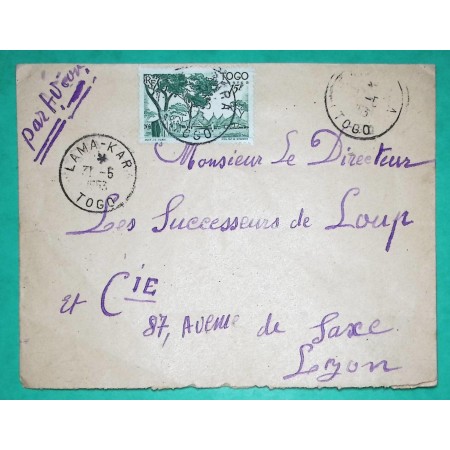 par Avion
TOGO
LAMA-KARA
TOGO
TOGO
TOGO
Monsieur Le Directeur
Les Successeurs de Loup
et CIE
87, Avenue de Saxe
Lyon